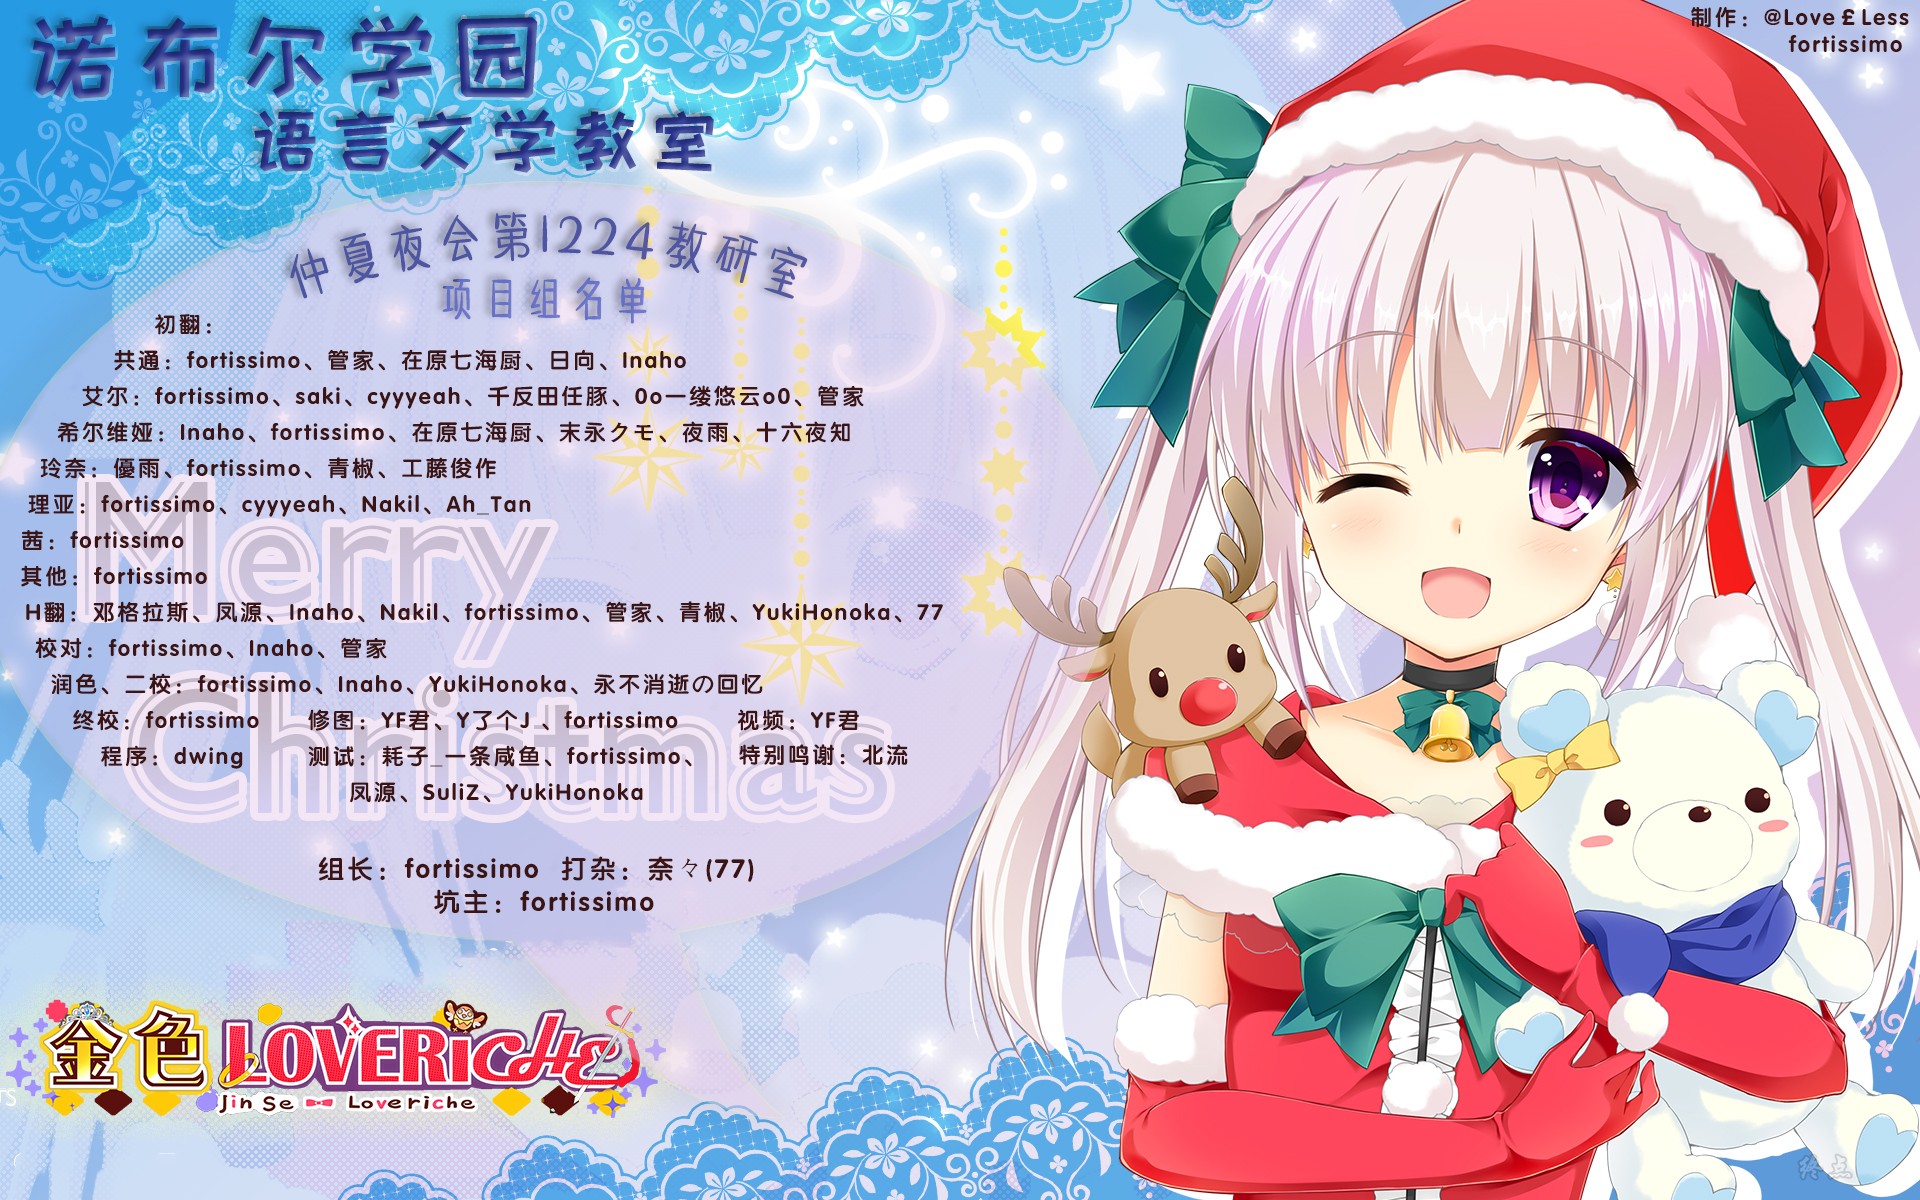 制作：@Love￡Less
fortissimo
诺布尔学园
语言文学教室
仲夏夜会第1224教研室
项目组名单
初翻：
共通：fortissimo、管家、在原七海厨、日向、Inaho
艾尔：fortissimo、saki、cyyyeah、千反田任豚、0o一缕悠云o0、管家
希尔维娅：Inaho、fortissimo、在原七海厨、末永クモ、夜雨、十六夜知
玲奈：優雨、fortissimo、青椒、工藤俊作
理亚：fortissimo、cyyyeah、Nakil、Ah_Tan
茜：fortissimo
其他：fortissimo
H翻：邓格拉斯、凤源、Inaho、Nakil、fortissimo、管家、青椒、YukiHonoka、77
校对：fortissimo、Inaho、管家
润色、二校：fortissimo、Inaho、YukiHonoka、永不消逝の回忆
终校：fortissimo 修图：YF君、Y了个J、fortissimo 视频：YF君
程序：dwing 测试：耗子_一条咸鱼、fortissimo、 特别鸣谢：北流
凤源、SuliZ、YukiHonoka
Merry
Christmas
组长：fortissimo 打杂：奈々(77)
坑主：fortissimo
金色 LOVERICHE
Jin Se Loveriche
终点